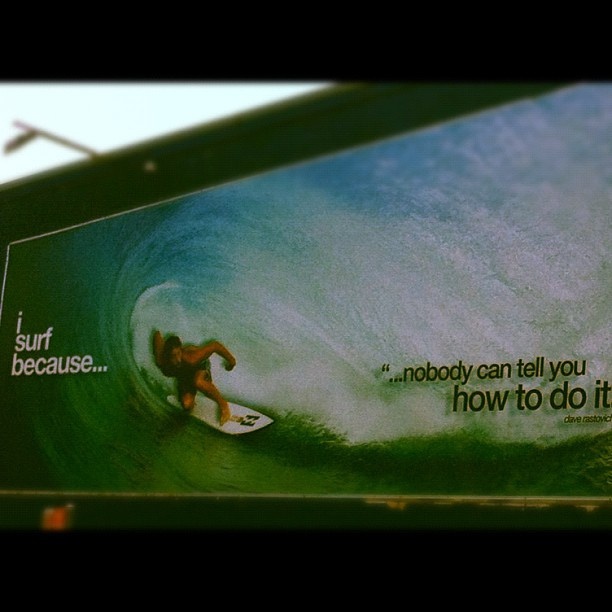 i
surf
because...
“...nobody can tell you
how to do it
dave rastovich